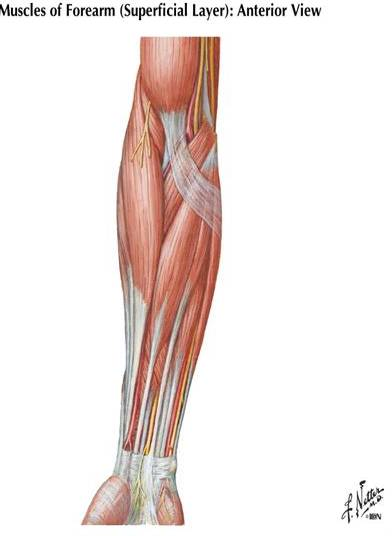 Muscles of Forearm (Superficial Layer): Anterior View
F. Netter
M.D.